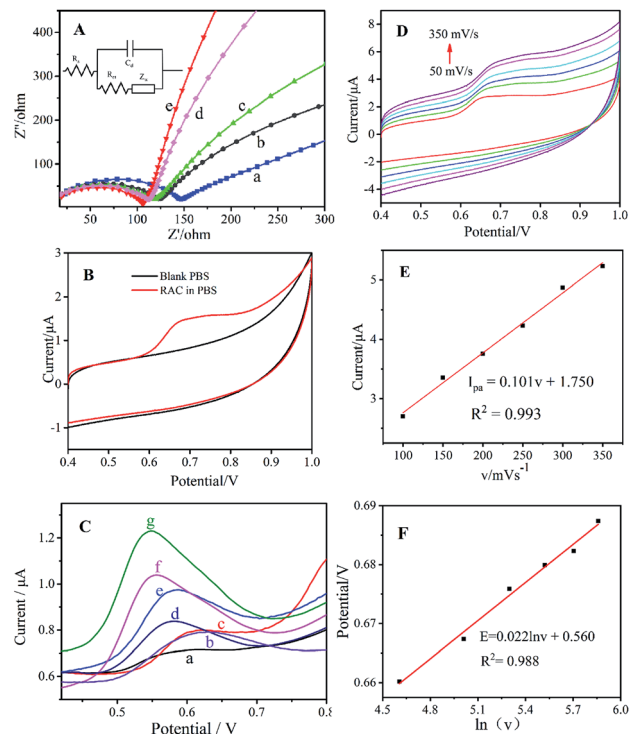 A
400
300
200
100
Z''/ohm
50
100
150
200
250
300
Z'/ohm
R
C
d
R
Z
e
d
c
b
a
D
350 mV/s
50 mV/s
8
6
4
2
0
-2
-4
Current/μA
0.4
0.5
0.6
0.7
0.8
0.9
1.0
Potential/V
B
Blank PBS
RAC in PBS
3
2
1
0
-1
Current/μA
0.4
0.5
0.6
0.7
0.8
0.9
1.0
Potential/V
E
5
4
3
Current/μA
I pa = 0.101v + 1.750
R² = 0.993
100
150
200
250
300
350
v/mVs⁻¹
C
g
f
e
d
c
b
a
1.2
1.0
0.8
0.6
Current / μA
0.5
0.6
0.7
0.8
Potential / V
F
0.69
0.68
0.67
0.66
Potential/V
E=0.022lnv + 0.560
R²= 0.988
4.5
4.8
5.1
5.4
5.7
6.0
ln（v）